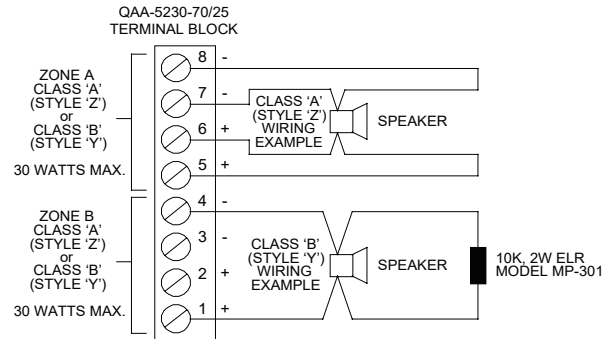 QAA-5230-70/25
TERMINAL BLOCK
8 -
7 -
6 +
5 +
4 -
3 -
2 +
1 +
ZONE A
CLASS ‘A’
(STYLE ‘Z’)
or
CLASS ‘B’
(STYLE ‘Y’)
30 WATTS MAX.
CLASS ‘A’
(STYLE ‘Z’)
WIRING
EXAMPLE
SPEAKER
ZONE B
CLASS ‘A’
(STYLE ‘Z’)
or
CLASS ‘B’
(STYLE ‘Y’)
30 WATTS MAX.
CLASS ‘B’
(STYLE ‘Y’)
WIRING
EXAMPLE
SPEAKER
10K, 2W ELR
MODEL MP-301